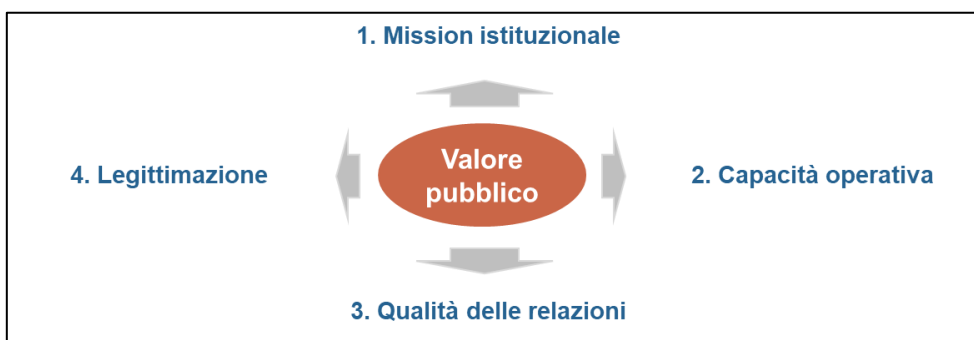 1. Mission istituzionale
4. Legittimazione
Valore
pubblico
2. Capacità operativa
3. Qualità delle relazioni